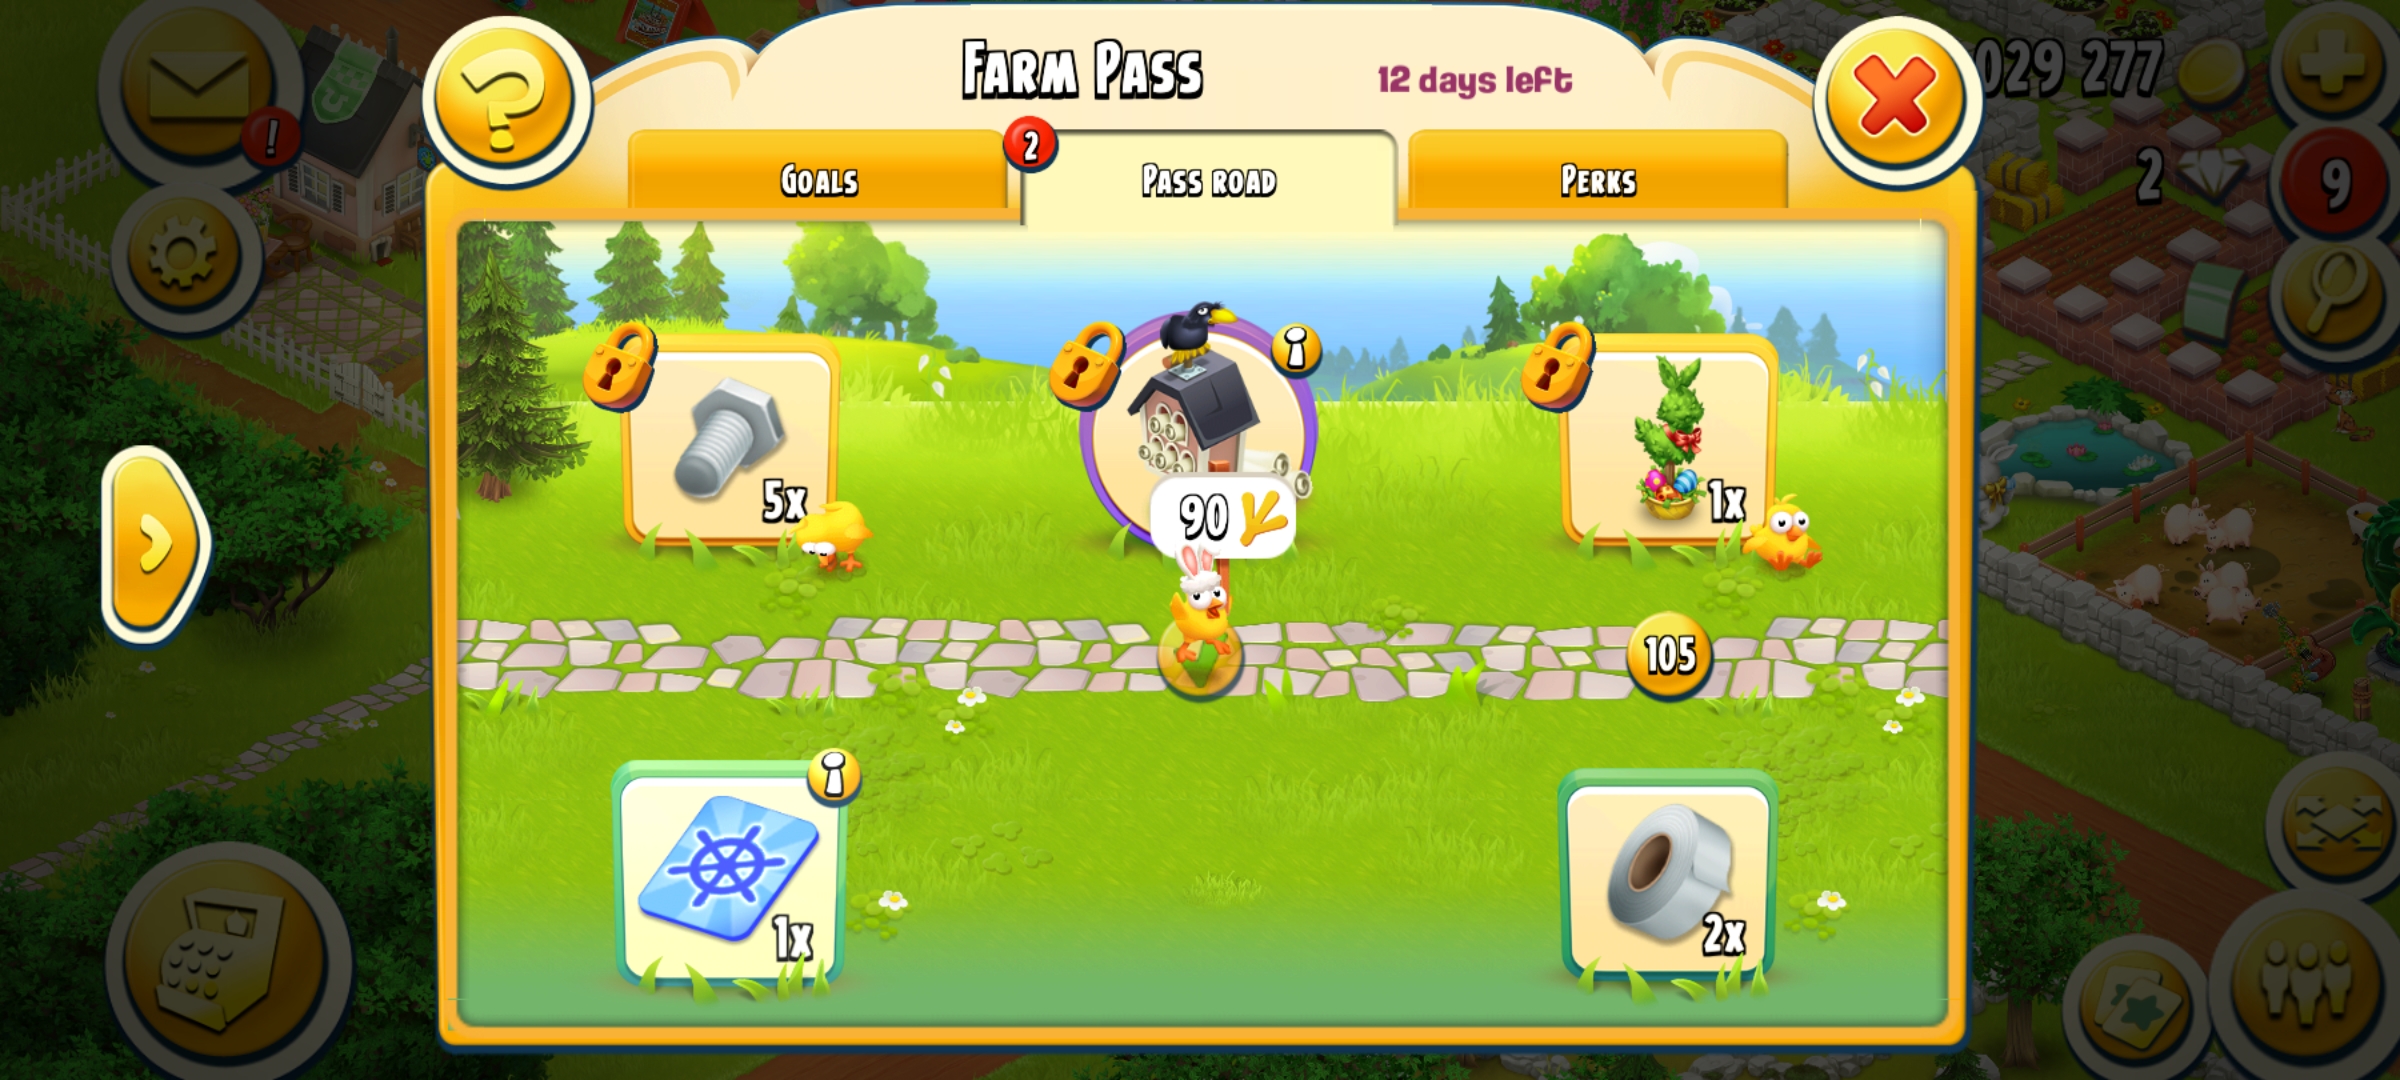 FARM PASS
12 days left
029 277
2
9
!
2
GOALS
PASS ROAD
PERKS
5x
90
1x
105
1x
2x